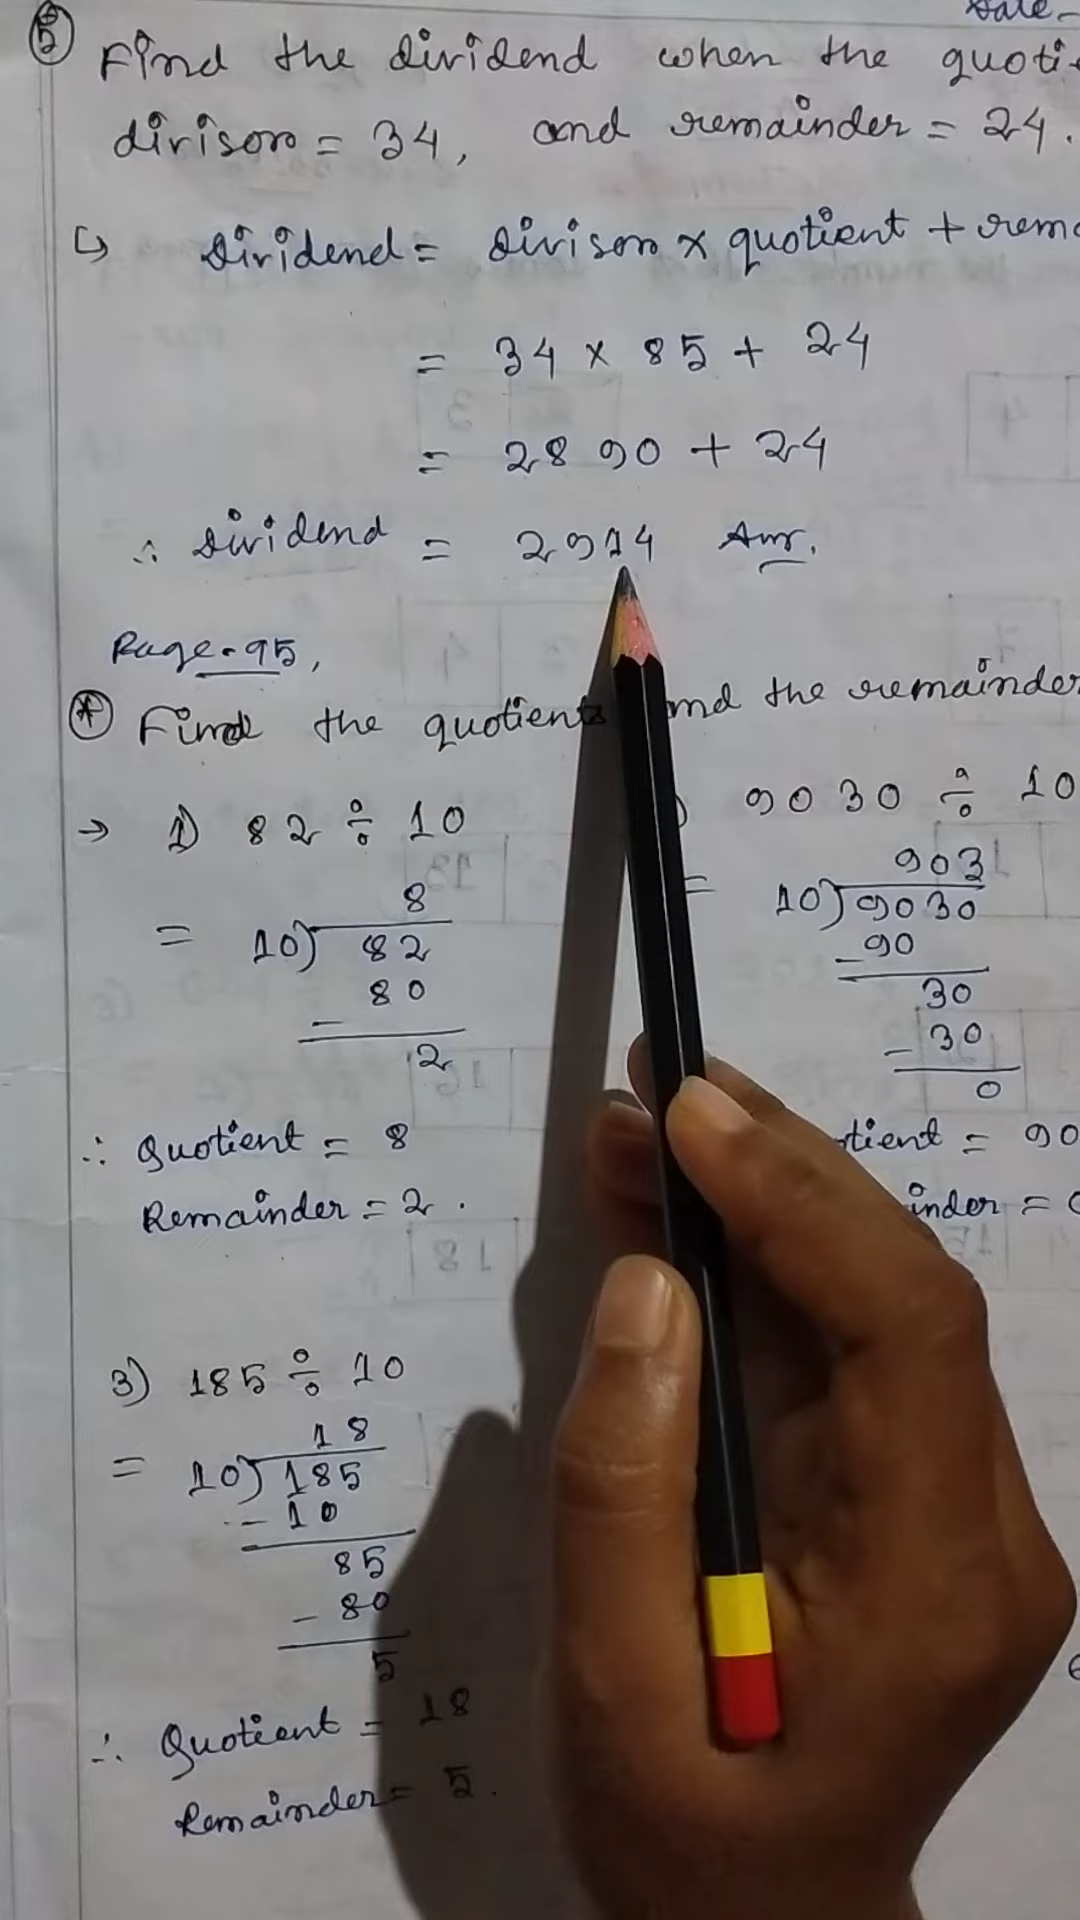 Date-
5
Find the dividend when the quoti
divisor = 34, and remainder = 24.
↳ Dividend = Divisor × quotient + rem
= 34 × 85 + 24
= 2890 + 24
∴ Dividend = 2914 Ans.
Page-95,
* Find the quotients and the remainder
→ 1) 82 ÷ 10
9030 ÷ 10
8
= 10) 82
80
-
2
∴ Quotient = 8
Remainder = 2.
903
= 10) 9030
- 90
30
- 30
0
tient = 90
inder = 0
3) 185 ÷ 10
18
= 10) 185
- 10
85
- 80
5
∴ Quotient = 18
Remainder = 5.